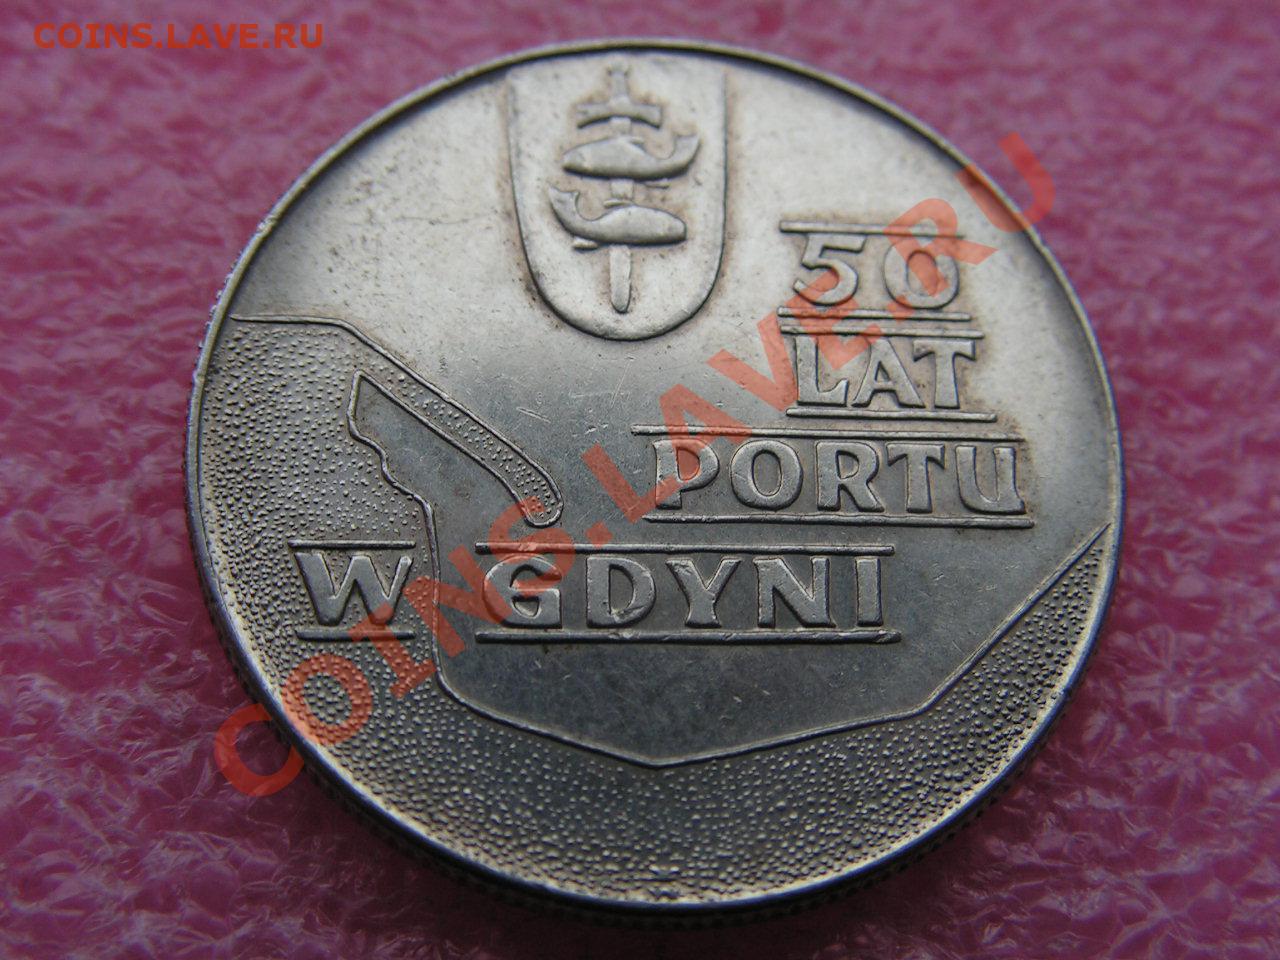 COINS.LAVE.RU
50
LAT
PORTU
W GDYNI
COINS.LAVE.RU